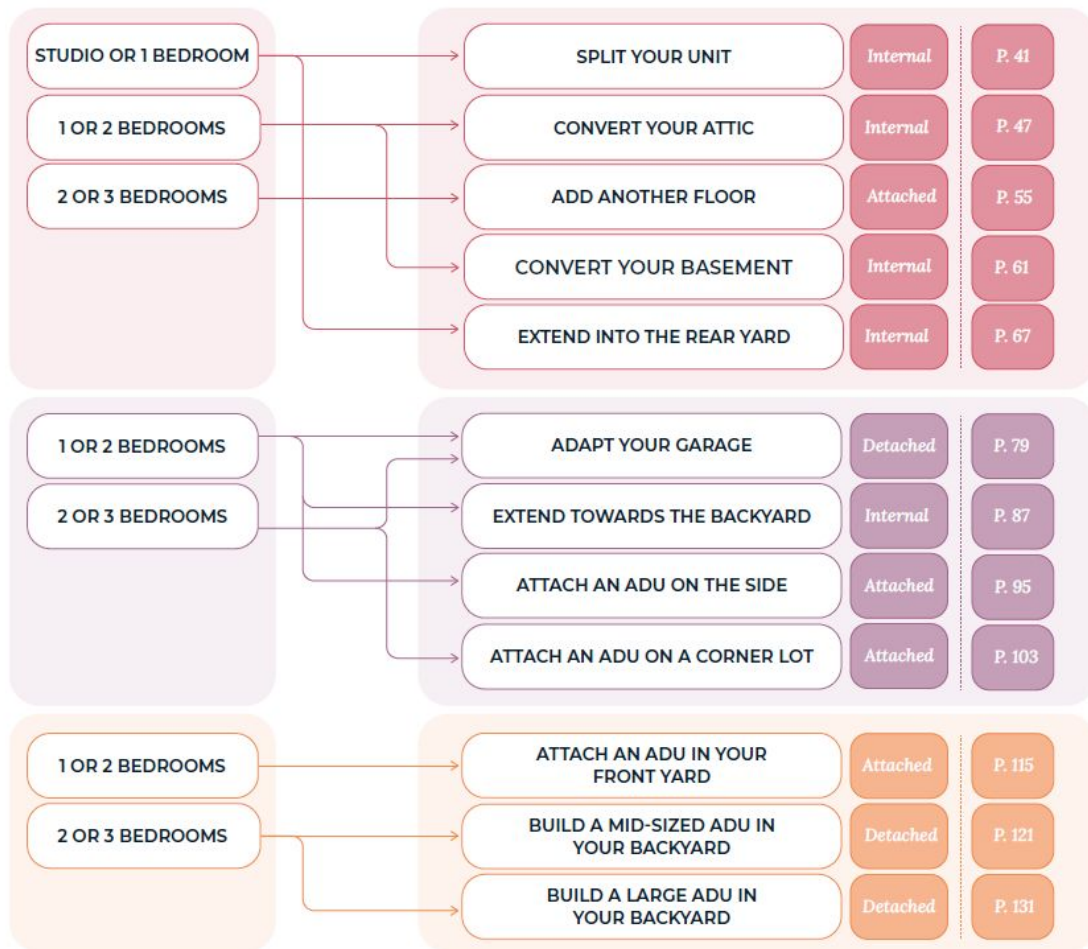 STUDIO OR 1 BEDROOM
SPLIT YOUR UNIT
Internal
P. 41
1 OR 2 BEDROOMS
CONVERT YOUR ATTIC
Internal
P. 47
2 OR 3 BEDROOMS
ADD ANOTHER FLOOR
Attached
P. 55
CONVERT YOUR BASEMENT
Internal
P. 61
EXTEND INTO THE REAR YARD
Internal
P. 67
1 OR 2 BEDROOMS
ADAPT YOUR GARAGE
Detached
P. 79
2 OR 3 BEDROOMS
EXTEND TOWARDS THE BACKYARD
Internal
P. 87
ATTACH AN ADU ON THE SIDE
Attached
P. 95
ATTACH AN ADU ON A CORNER LOT
Attached
P. 103
1 OR 2 BEDROOMS
ATTACH AN ADU IN YOUR
FRONT YARD
Attached
P. 115
2 OR 3 BEDROOMS
BUILD A MID-SIZED ADU IN
YOUR BACKYARD
Detached
P. 121
BUILD A LARGE ADU IN
YOUR BACKYARD
Detached
P. 131